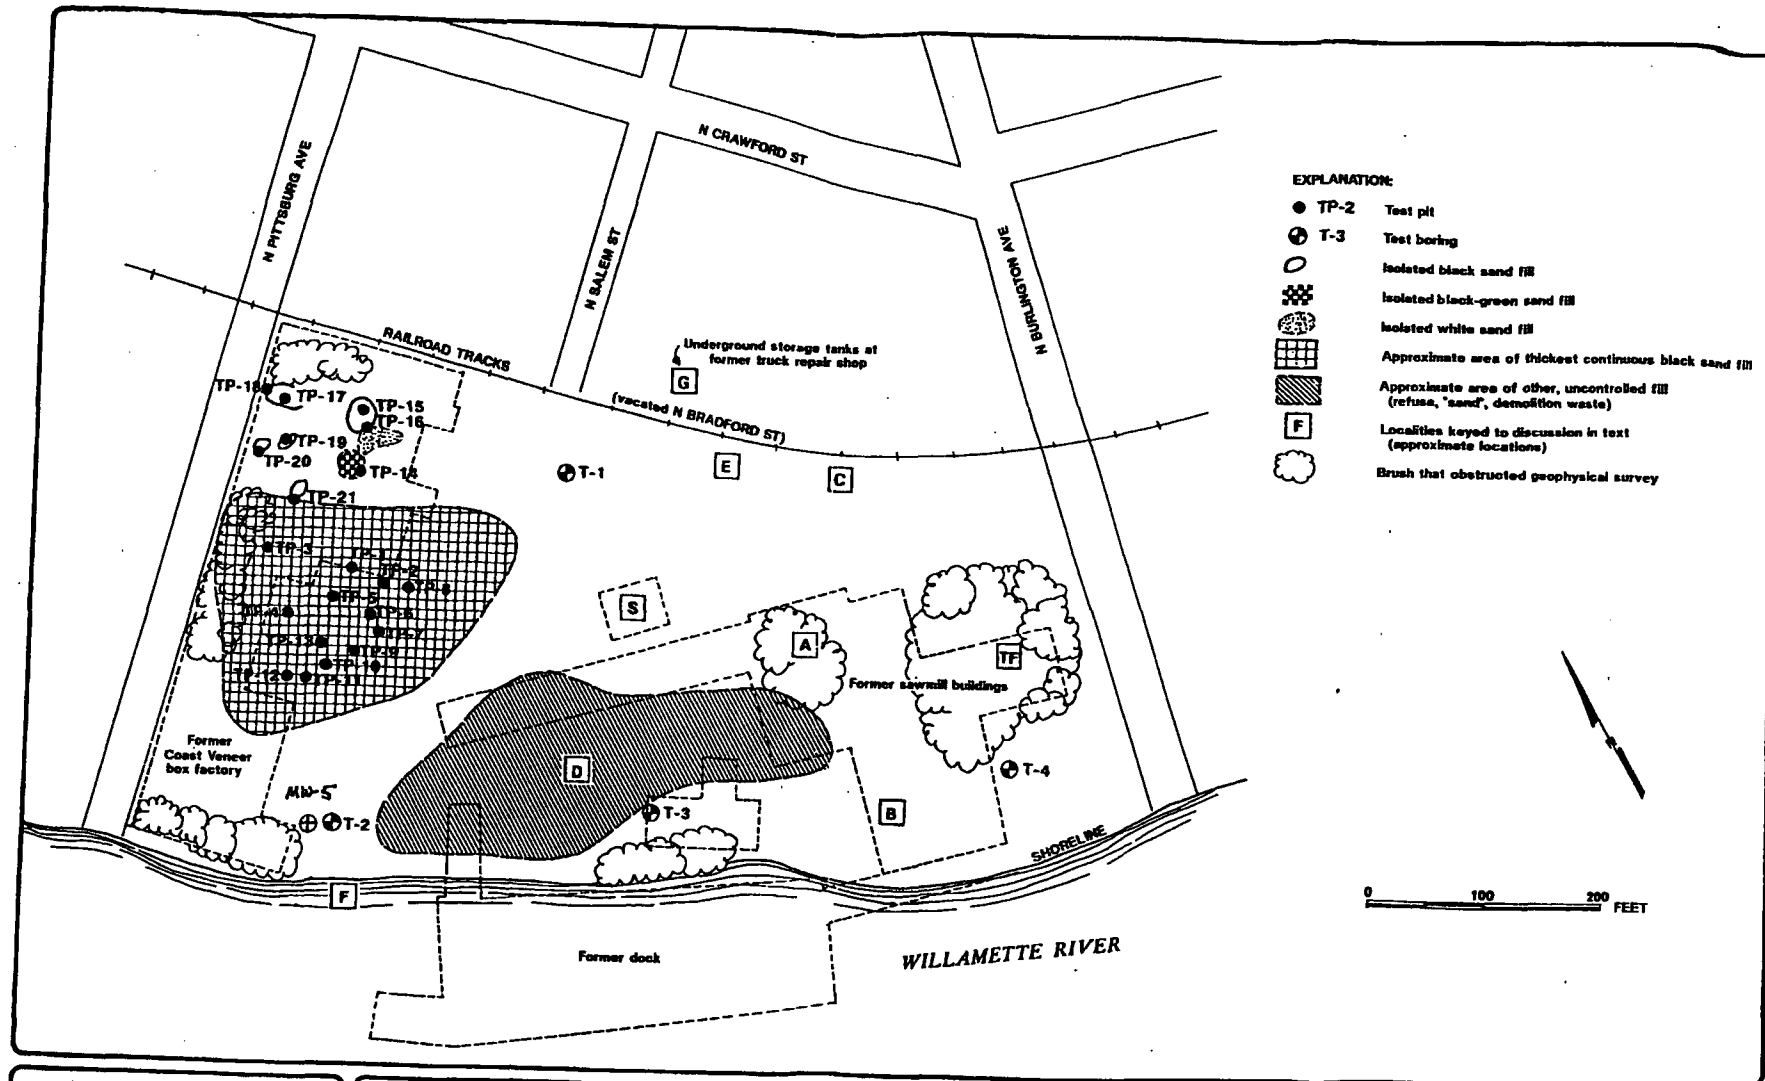 N PITTSBURG AVE
N CRAWFORD ST
N SALEM ST
N BURLINGTON AVE
RAILROAD TRACKS
(vacated N BRADFORD ST)
Underground storage tanks at
former truck repair shop
G
E
C
T-1
TP-18
TP-17
TP-15
TP-16
TP-19
TP-20
TP-14
TP-21
TP-3
TP-1
TP-2
TP-5
TP-6
TP-7
TP-9
TP-12
TP-11
S
A
TF
Former sawmill buildings
D
B
T-4
T-3
Former
Coast Veneer
box factory
MW-5
T-2
F
SHORELINE
Former dock
WILLAMETTE RIVER
EXPLANATION:
TP-2 Test pit
T-3 Test boring
Isolated black sand fill
Isolated black-green sand fill
Isolated white sand fill
Approximate area of thickest continuous black sand fill
Approximate area of other, uncontrolled fill
(refuse, "sand", demolition waste)
F Localities keyed to discussion in text
(approximate locations)
Brush that obstructed geophysical survey
0 100 200 FEET